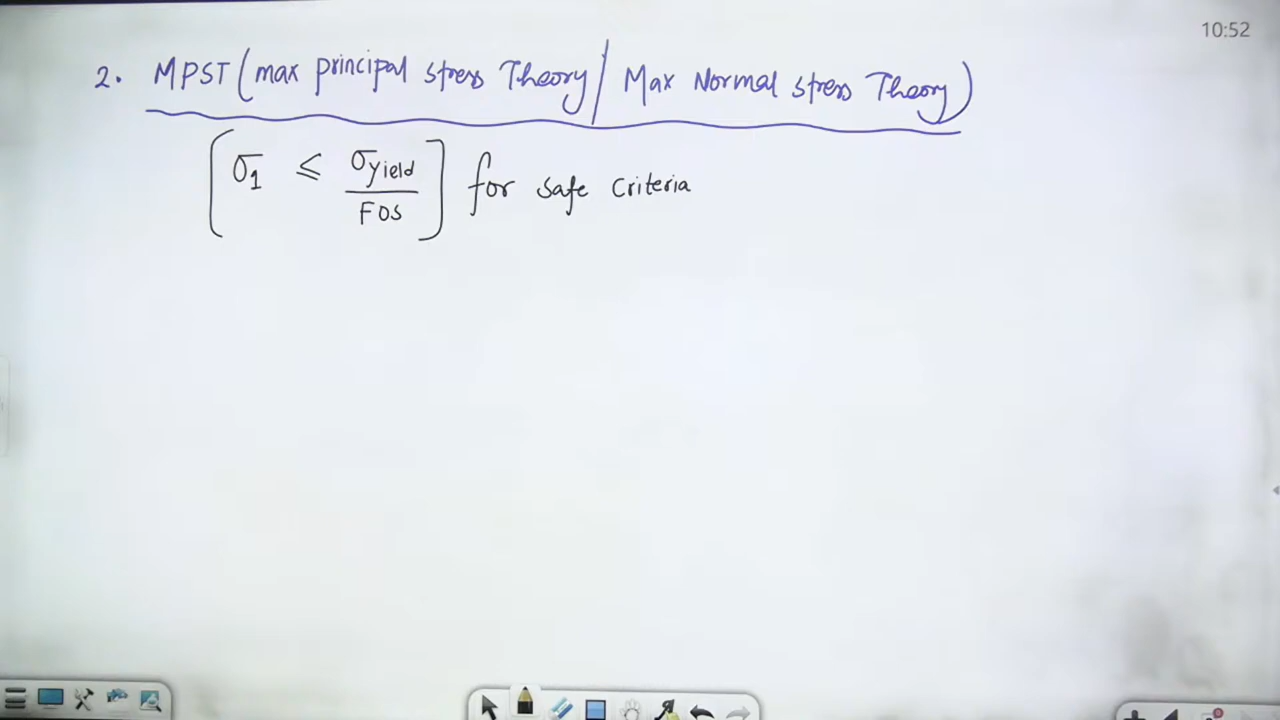 10:52
2. MPST (max principal stress Theory / Max Normal stress Theory)
[σ1 ≤ σyield / FOS] for safe criteria